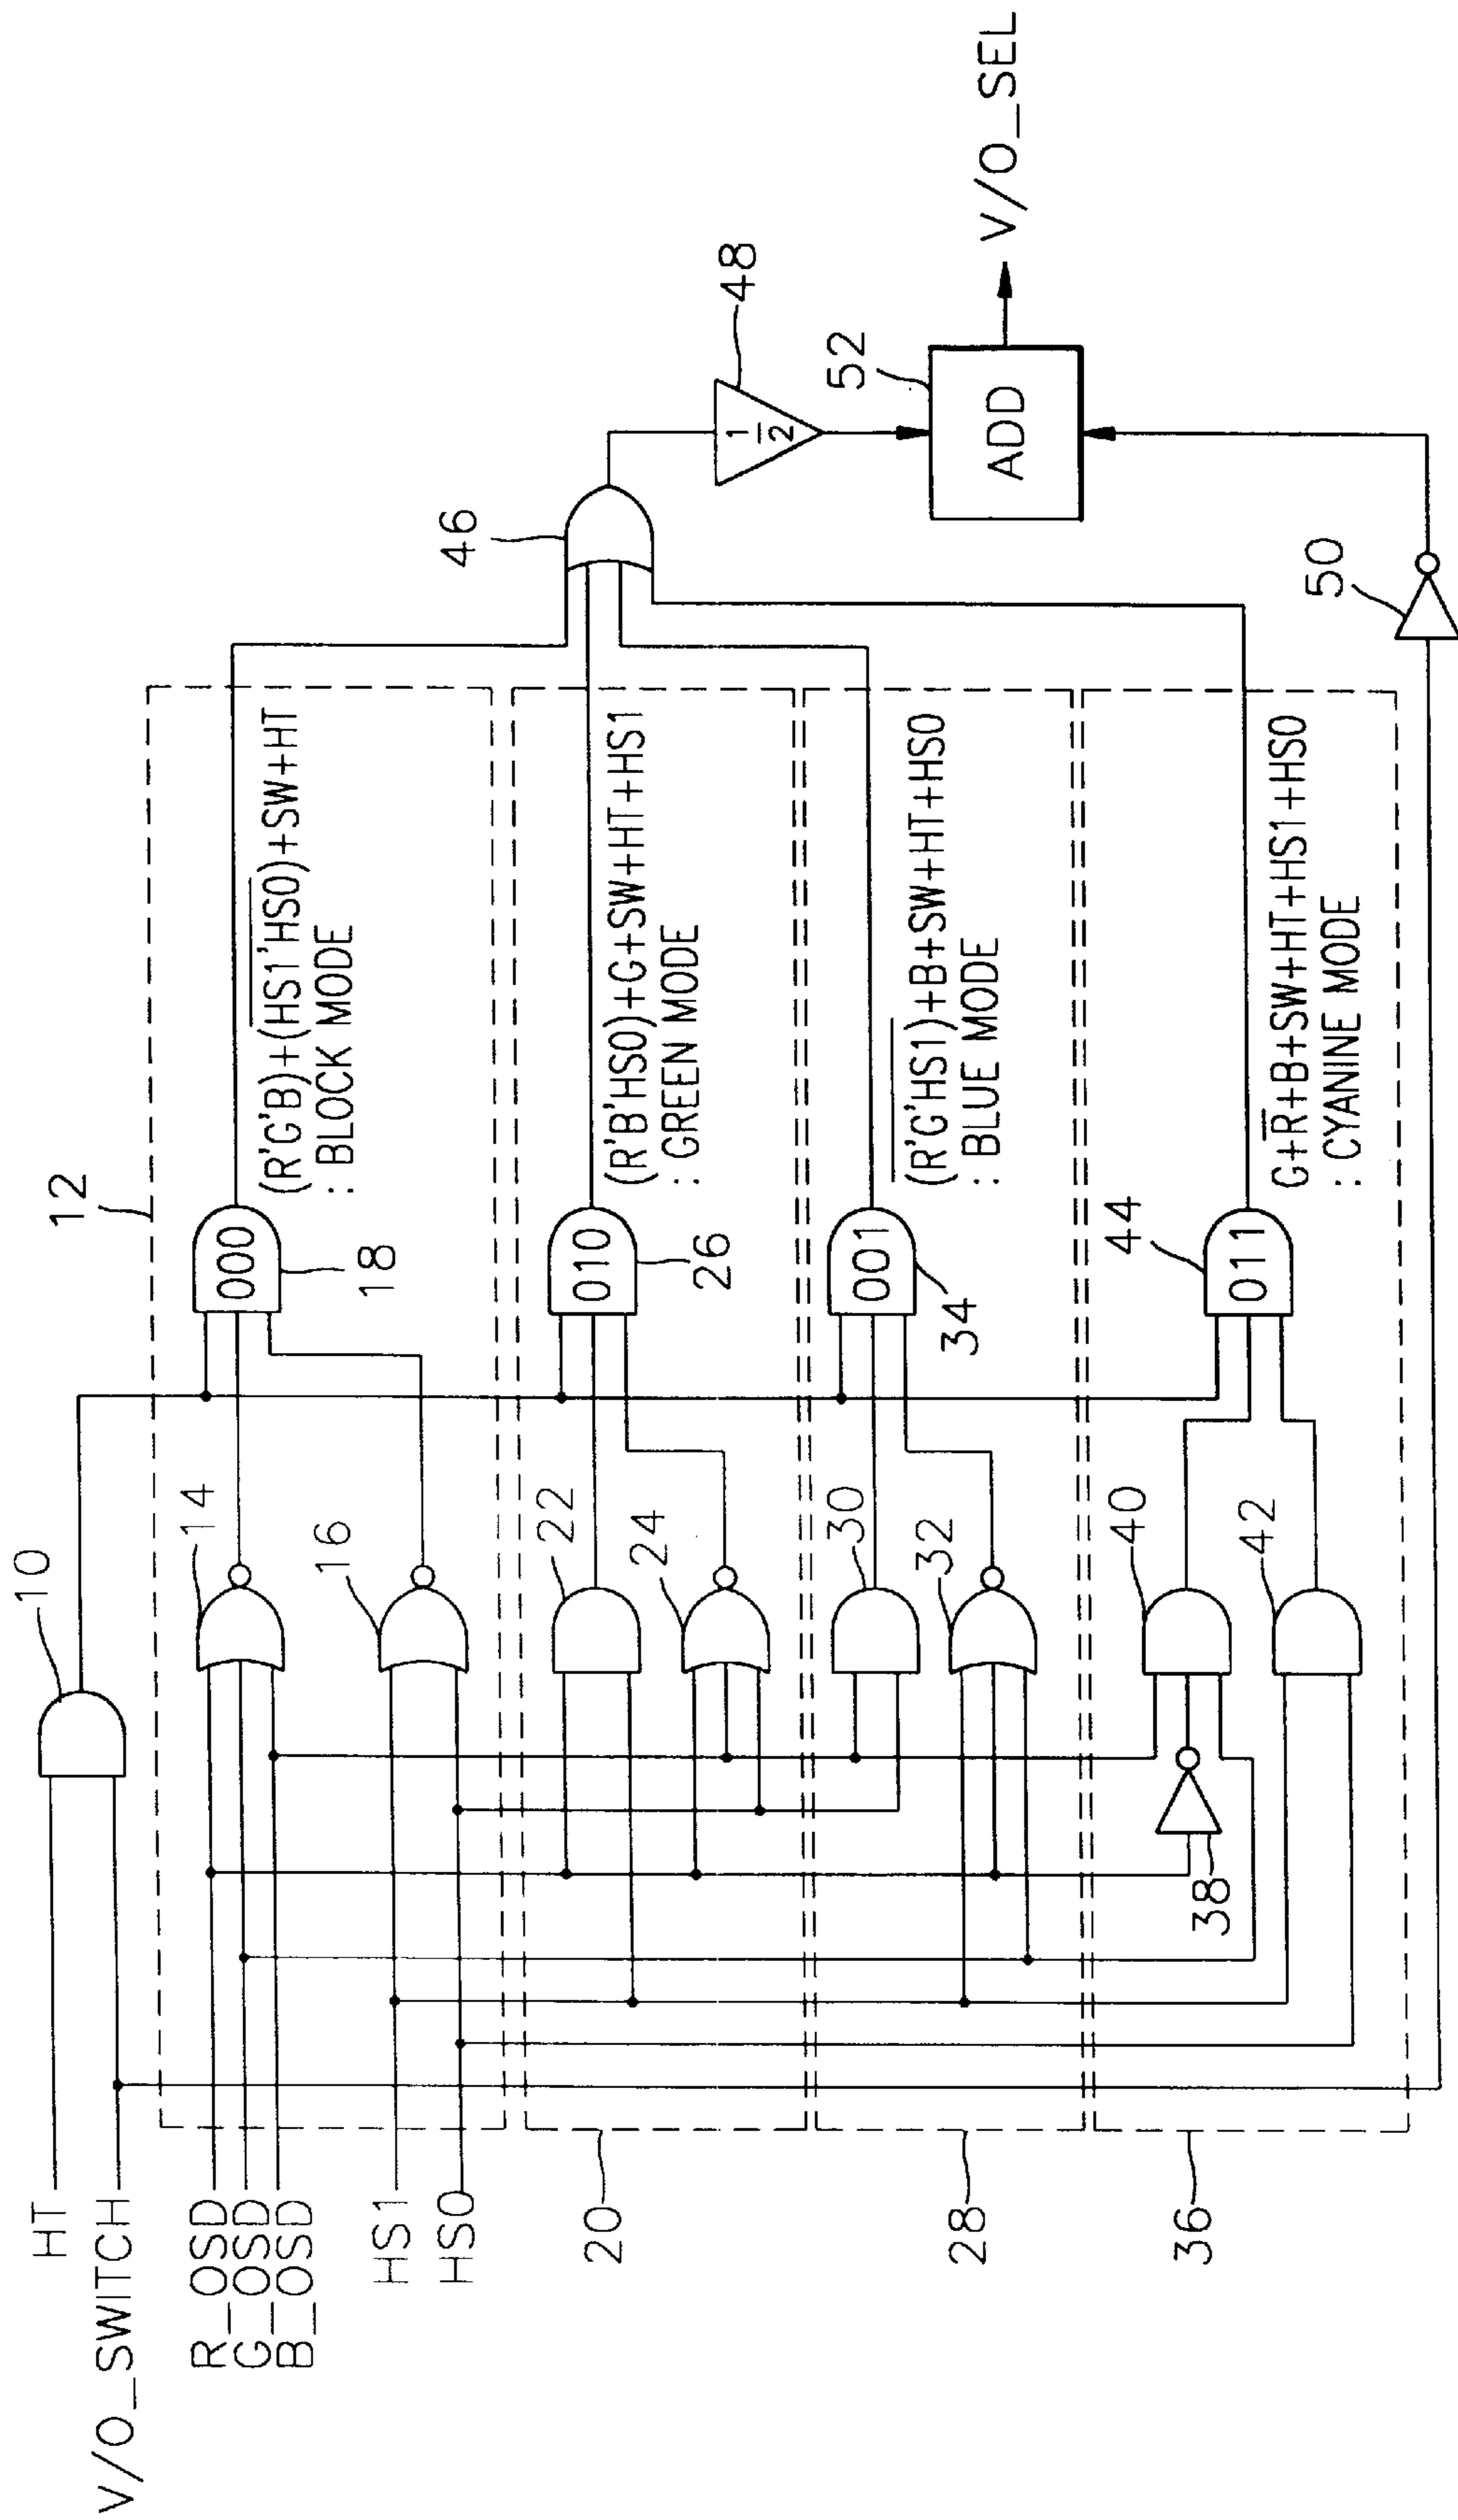 HT
V/O_SWITCH
R_OSD
G_OSD
B_OSD
HS1
HS0
10
12
14
16
000
18
(R'G'B)+(HS1'HS0)+SW+HT
: BLOCK MODE
20
22
24
010
26
(R'B'HS0)+G+SW+HT+HS1
: GREEN MODE
28
30
32
001
34
(R'G'HS1)+B+SW+HT+HS0
: BLUE MODE
36
38
40
42
011
44
G+R̅+B+SW+HT+HS1+HS0
: CYANINE MODE
46
1/2
48
50
52
ADD
V/O_SEL